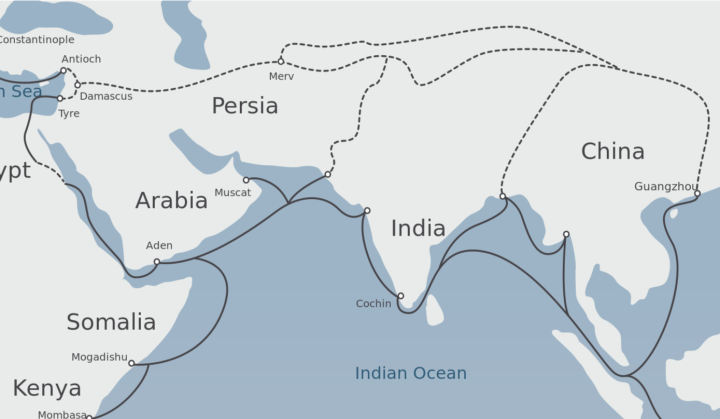 Constantinople
Antioch
n Sea
Damascus
Tyre
Merv
Persia
China
ypt
Guangzhou
Muscat
Arabia
India
Aden
Cochin
Somalia
Mogadishu
Indian Ocean
Kenya
Mombasa